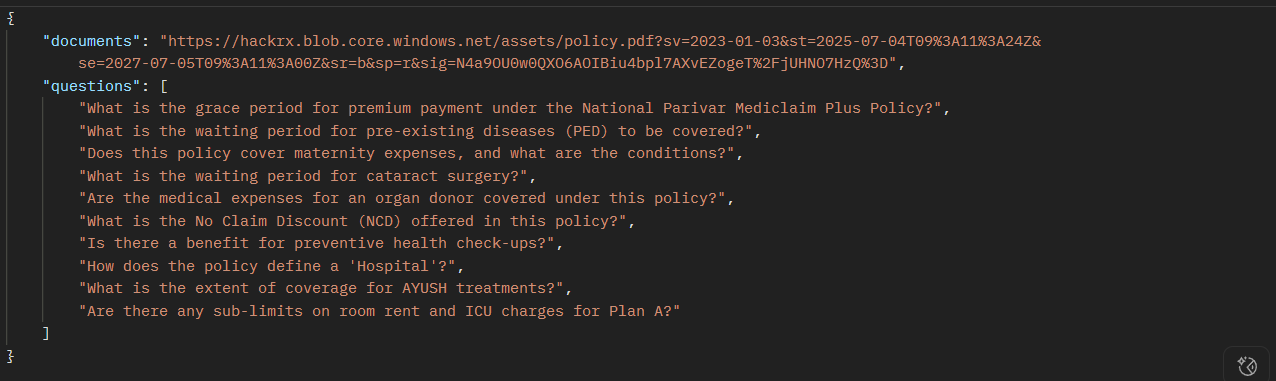 {
"documents": "https://hackrx.blob.core.windows.net/assets/policy.pdf?sv=2023-01-03&st=2025-07-04T09%3A11%3A24Z&
se=2027-07-05T09%3A11%3A00Z&sr=b&sp=r&sig=N4a9OU0w0QXO6AOIBiu4bpl7AXvEZogeT%2FjUHNO7HzQ%3D",
"questions": [
"What is the grace period for premium payment under the National Parivar Mediclaim Plus Policy?",
"What is the waiting period for pre-existing diseases (PED) to be covered?",
"Does this policy cover maternity expenses, and what are the conditions?",
"What is the waiting period for cataract surgery?",
"Are the medical expenses for an organ donor covered under this policy?",
"What is the No Claim Discount (NCD) offered in this policy?",
"Is there a benefit for preventive health check-ups?",
"How does the policy define a 'Hospital'?",
"What is the extent of coverage for AYUSH treatments?",
"Are there any sub-limits on room rent and ICU charges for Plan A?"
]
}